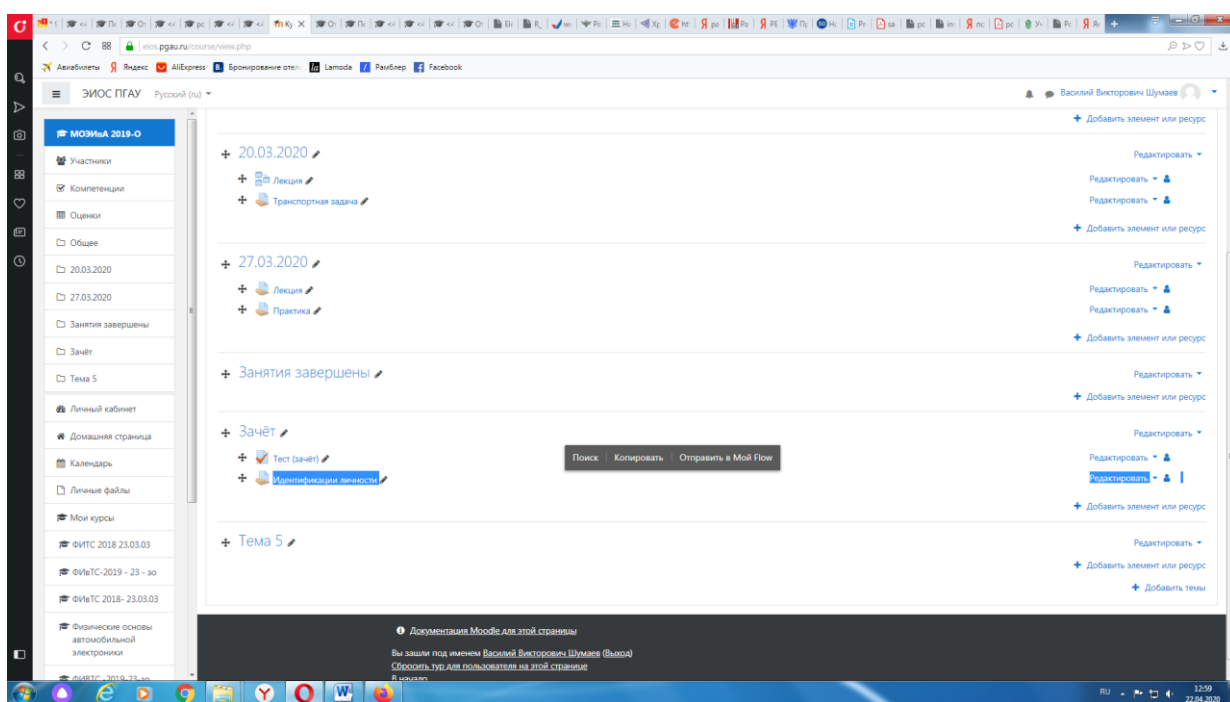 eios.pgau.ru/course/view.php
Авиабилеты Яндекс AliExpress Бронирование отел Lamoda Рамблер Facebook
ЭИОС ПГАУ Русский (ru)
Василий Викторович Шумаев
МОЭИвА 2019-О
Участники
Компетенции
Оценки
Общее
20.03.2020
27.03.2020
Занятия завершены
Зачёт
Тема 5
Личный кабинет
Домашняя страница
Календарь
Личные файлы
Мои курсы
ФИТС 2018 23.03.03
ФИвТС-2019 - 23 - зо
ФИвТС 2018- 23.03.03
Физические основы
автомобильной
электроники
ФИВТС -2019-23-зо
Добавить элемент или ресурс
20.03.2020 Редактировать
Лекция Редактировать
Транспортная задача Редактировать
Добавить элемент или ресурс
27.03.2020 Редактировать
Лекция Редактировать
Практика Редактировать
Добавить элемент или ресурс
Занятия завершены Редактировать
Добавить элемент или ресурс
Зачёт Редактировать
Поиск Копировать Отправить в Мой Flow
Тест (зачёт) Редактировать
Идентификации личности Редактировать
Добавить элемент или ресурс
Тема 5 Редактировать
Добавить элемент или ресурс
Добавить темы
Документация Moodle для этой страницы
Вы зашли под именем Василий Викторович Шумаев (Выход)
Сбросить тур для пользователя на этой странице
В начало
RU 12:59
22.04.2020